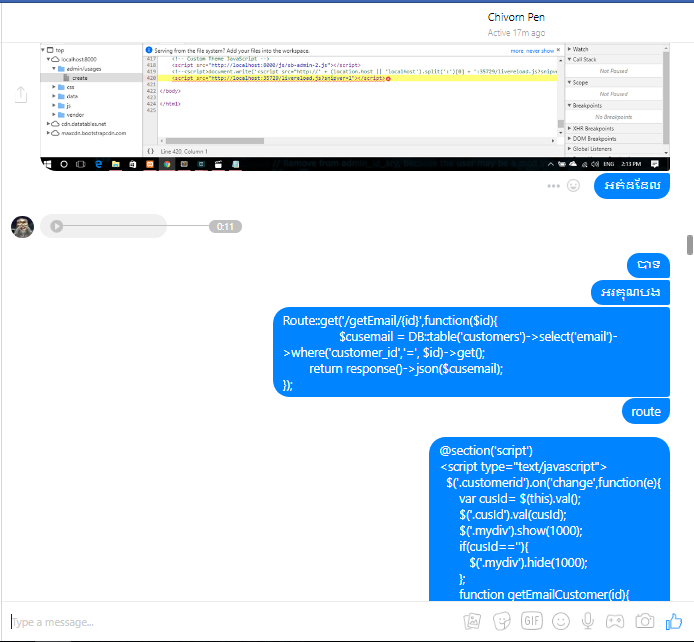 Chivorn Pen
Active 17m ago
top
localhost:8000
admin/usages
create
css
data
js
vendor
cdn.datatables.net
maxcdn.bootstrapcdn.com
Serving from the file system? Add your files into the workspace.
more never show
417 <!-- Custom Theme JavaScript -->
418 <script src="http://localhost:8000/js/sb-admin-2.js"></script>
419 <!--<script>document.write('<script src="http://' + (location.host || 'localhost').split(':')[0] + ':35729/livereload.js?snipve
420 <script src="http://localhost:35729/livereload.js?snipver=1"></script>
</body>
</html>
425
{} Line 420, Column 1
Watch
Call Stack
Not Paused
Scope
Not Paused
Breakpoints
No Breakpoints
XHR Breakpoints
DOM Breakpoints
Global Listeners
ENG 2:13 PM
អត់ដដែល
0:11
បាទ
អរគុណបង
Route::get('/getEmail/{id}',function($id){
$cusemail = DB::table('customers')->select('email')-
>where('customer_id','=', $id)->get();
return response()->json($cusemail);
});
route
@section('script')
<script type="text/javascript">
$('.customerid').on('change',function(e){
var cusId= $(this).val();
$('.cusId').val(cusId);
$('.mydiv').show(1000);
if(cusId==''){
$('.mydiv').hide(1000);
};
function getEmailCustomer(id){
Type a message...
GIF